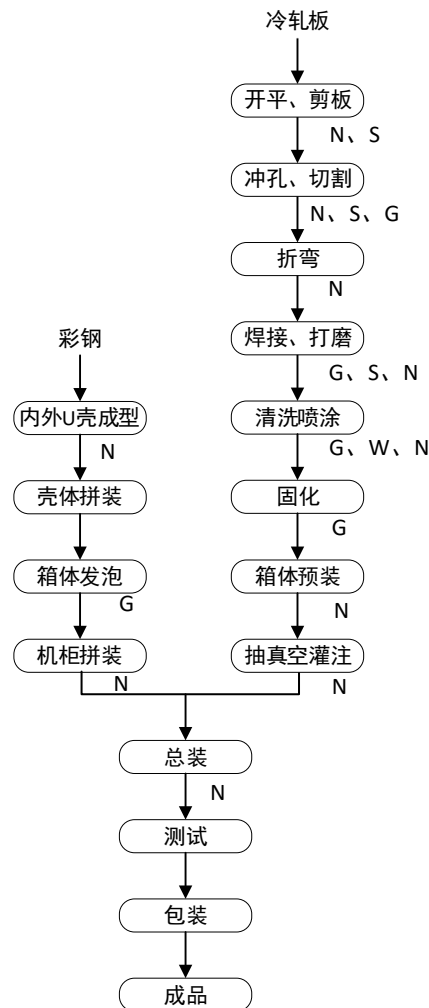 冷轧板
开平、剪板
N、S
冲孔、切割
N、S、G
折弯
N
焊接、打磨
G、S、N
清洗喷涂
G、W、N
固化
G
箱体预装
N
抽真空灌注
N
彩钢
内外U壳成型
N
壳体拼装
箱体发泡
G
机柜拼装
N
总装
N
测试
包装
成品